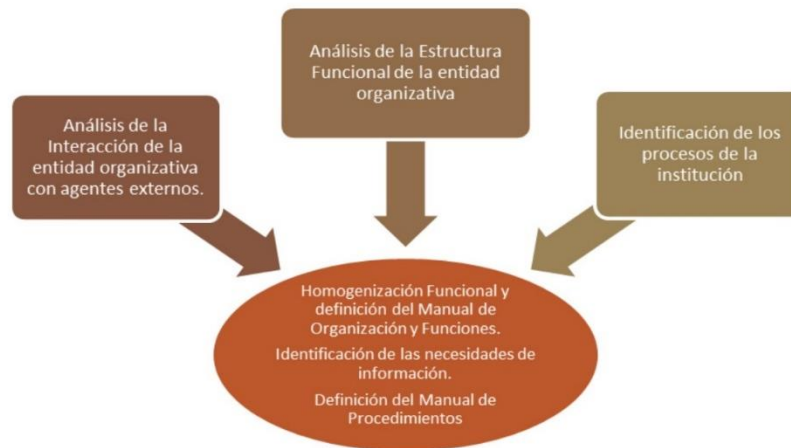 Análisis de la Estructura
Funcional de la entidad
organizativa
Análisis de la
Interacción de la
entidad organizativa
con agentes externos.
Identificación de los
procesos de la
institución
Homogenización Funcional y
definición del Manual de
Organización y Funciones.
Identificación de las necesidades de
información.
Definición del Manual de
Procedimientos